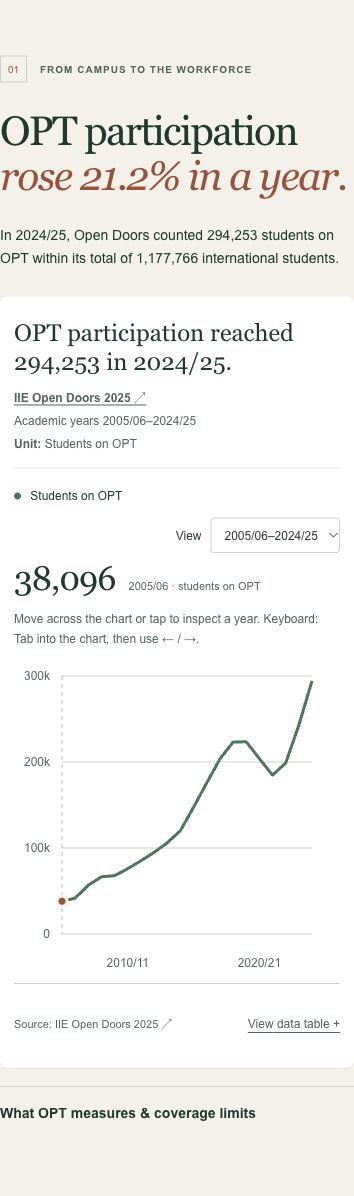 01 FROM CAMPUS TO THE WORKFORCE
OPT participation
rose 21.2% in a year.
In 2024/25, Open Doors counted 294,253 students on
OPT within its total of 1,177,766 international students.
OPT participation reached
294,253 in 2024/25.
IIE Open Doors 2025 ↗
Academic years 2005/06–2024/25
Unit: Students on OPT
Students on OPT
View 2005/06–2024/25
38,096 2005/06 · students on OPT
Move across the chart or tap to inspect a year. Keyboard:
Tab into the chart, then use ← / →.
300k
200k
100k
0
2010/11 2020/21
Source: IIE Open Doors 2025 ↗ View data table +
What OPT measures & coverage limits